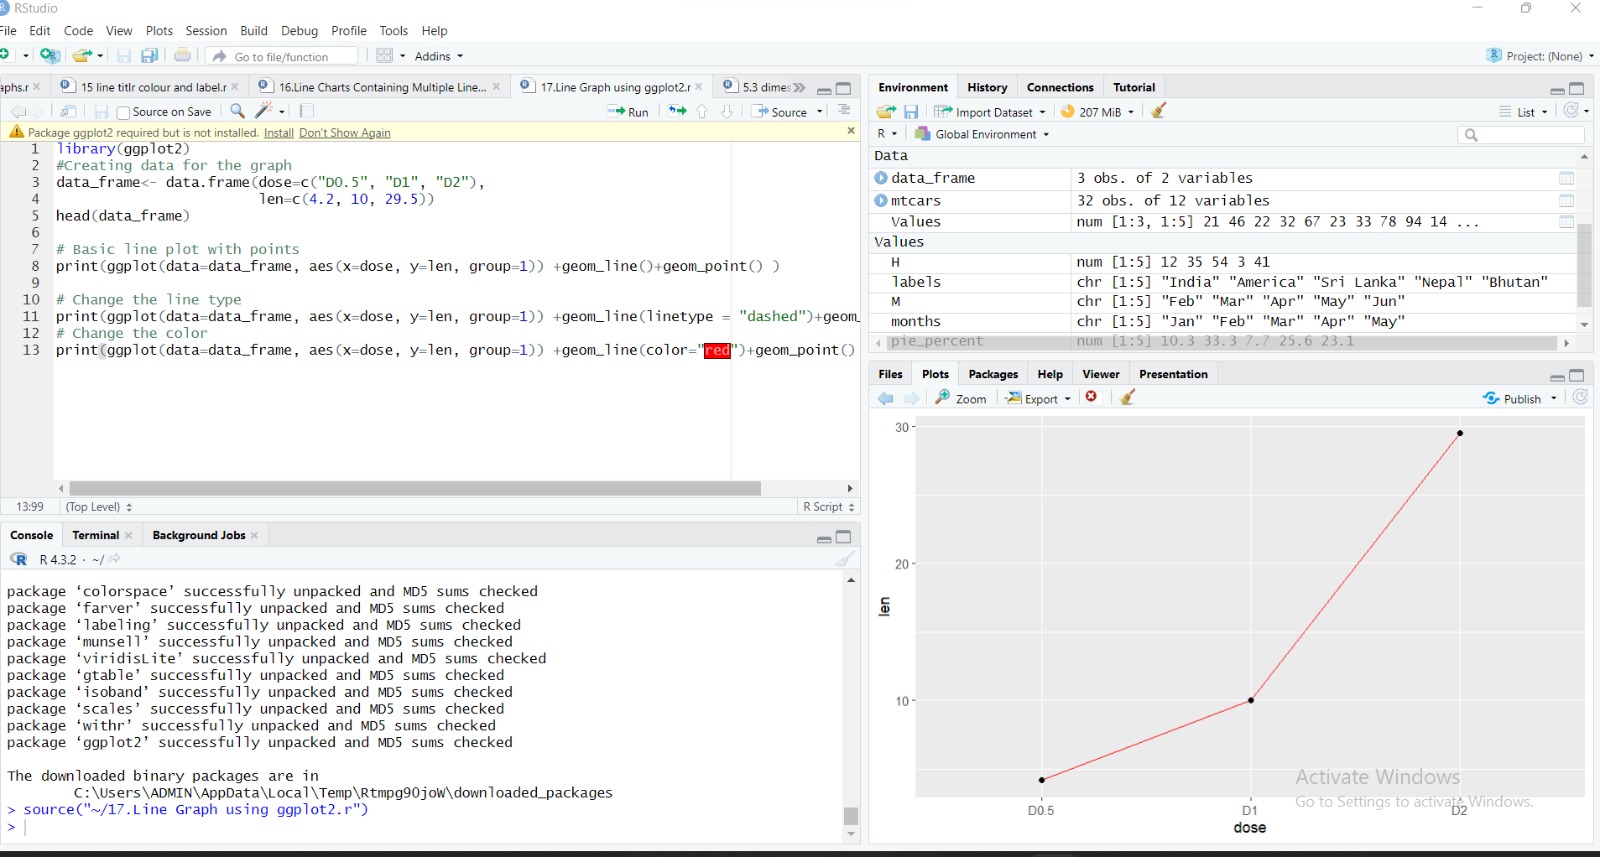 RStudio
File Edit Code View Plots Session Build Debug Profile Tools Help
Go to file/function Addins Project: (None)
aphs.r 15 line titlr colour and label.r 16.Line Charts Containing Multiple Line... 17.Line Graph using ggplot2.r 5.3 dimes
Source on Save Run Source
Package ggplot2 required but is not installed. Install Don't Show Again
1 library(ggplot2)
2 #Creating data for the graph
3 data_frame<- data.frame(dose=c("D0.5", "D1", "D2"),
4 len=c(4.2, 10, 29.5))
5 head(data_frame)
6
7 # Basic line plot with points
8 print(ggplot(data=data_frame, aes(x=dose, y=len, group=1)) +geom_line()+geom_point() )
9
10 # Change the line type
11 print(ggplot(data=data_frame, aes(x=dose, y=len, group=1)) +geom_line(linetype = "dashed")+geom_
12 # Change the color
13 print(ggplot(data=data_frame, aes(x=dose, y=len, group=1)) +geom_line(color="red")+geom_point()
13:99 (Top Level) R Script
Console Terminal Background Jobs
R 4.3.2 · ~/
package ‘colorspace’ successfully unpacked and MD5 sums checked
package ‘farver’ successfully unpacked and MD5 sums checked
package ‘labeling’ successfully unpacked and MD5 sums checked
package ‘munsell’ successfully unpacked and MD5 sums checked
package ‘viridisLite’ successfully unpacked and MD5 sums checked
package ‘gtable’ successfully unpacked and MD5 sums checked
package ‘isoband’ successfully unpacked and MD5 sums checked
package ‘scales’ successfully unpacked and MD5 sums checked
package ‘withr’ successfully unpacked and MD5 sums checked
package ‘ggplot2’ successfully unpacked and MD5 sums checked
The downloaded binary packages are in
C:\Users\ADMIN\AppData\Local\Temp\Rtmpg9OjoW\downloaded_packages
> source("~/17.Line Graph using ggplot2.r")
>
Environment History Connections Tutorial
Import Dataset 207 MiB List
R Global Environment
Data
data_frame 3 obs. of 2 variables
mtcars 32 obs. of 12 variables
Values num [1:3, 1:5] 21 46 22 32 67 23 33 78 94 14 ...
Values
H num [1:5] 12 35 54 3 41
labels chr [1:5] "India" "America" "Sri Lanka" "Nepal" "Bhutan"
M chr [1:5] "Feb" "Mar" "Apr" "May" "Jun"
months chr [1:5] "Jan" "Feb" "Mar" "Apr" "May"
pie_percent num [1:5] 10.3 33.3 7.7 25.6 23.1
Files Plots Packages Help Viewer Presentation
Zoom Export Publish
30
20
len
10
Activate Windows
Go to Settings to activate Windows.
D0.5 D1 D2
dose